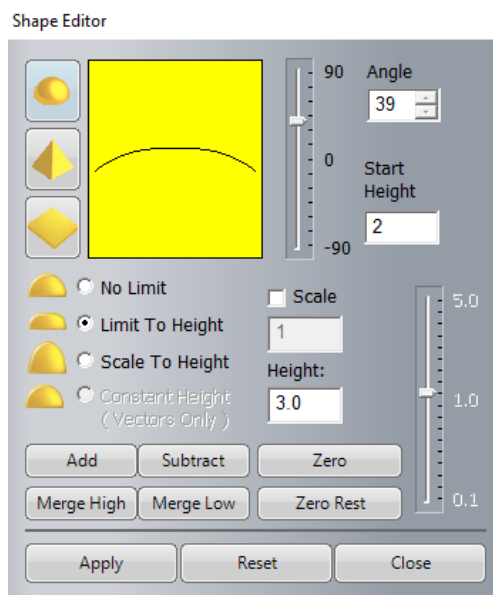 Shape Editor
90
Angle
39
0
Start
Height
2
-90
No Limit
Scale
5.0
Limit To Height
1
Scale To Height
Height:
Constant Height
( Vectors Only )
3.0
1.0
Add
Subtract
Zero
Merge High
Merge Low
Zero Rest
0.1
Apply
Reset
Close